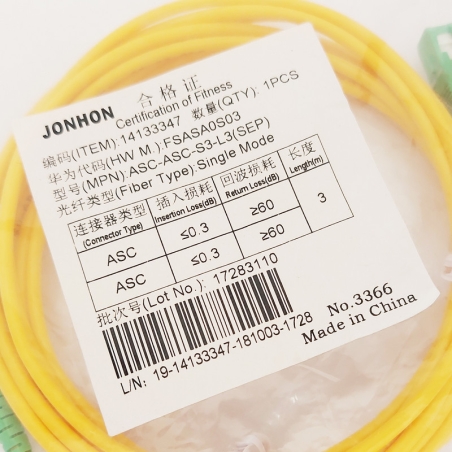 JONHON
合格证
Certification of Fitness
编码(ITEM):14133347 数量(QTY.): 1PCS
华为代码(HW M.):FSASA0S03
型号(MPN):ASC-ASC-S3-L3(SEP)
光纤类型(Fiber Type):Single Mode
连接器类型 插入损耗 回波损耗 长度
(Connector Type) Insertion Loss(dB) Return Loss(dB) Length(m)
ASC ≤0.3 ≥60 3
ASC ≤0.3 ≥60
批次号(Lot No.): 17283110
L/N: 19-14133347-181003-1728
No.3366
Made in China